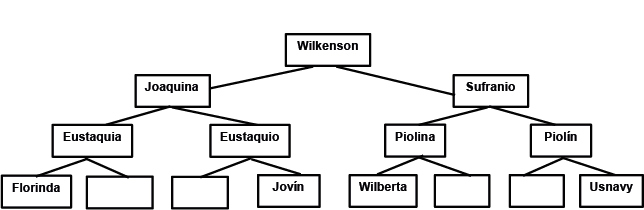 Wilkenson
Joaquina
Sufranio
Eustaquia
Eustaquio
Piolina
Piolín
Florinda
Jovín
Wilberta
Usnavy